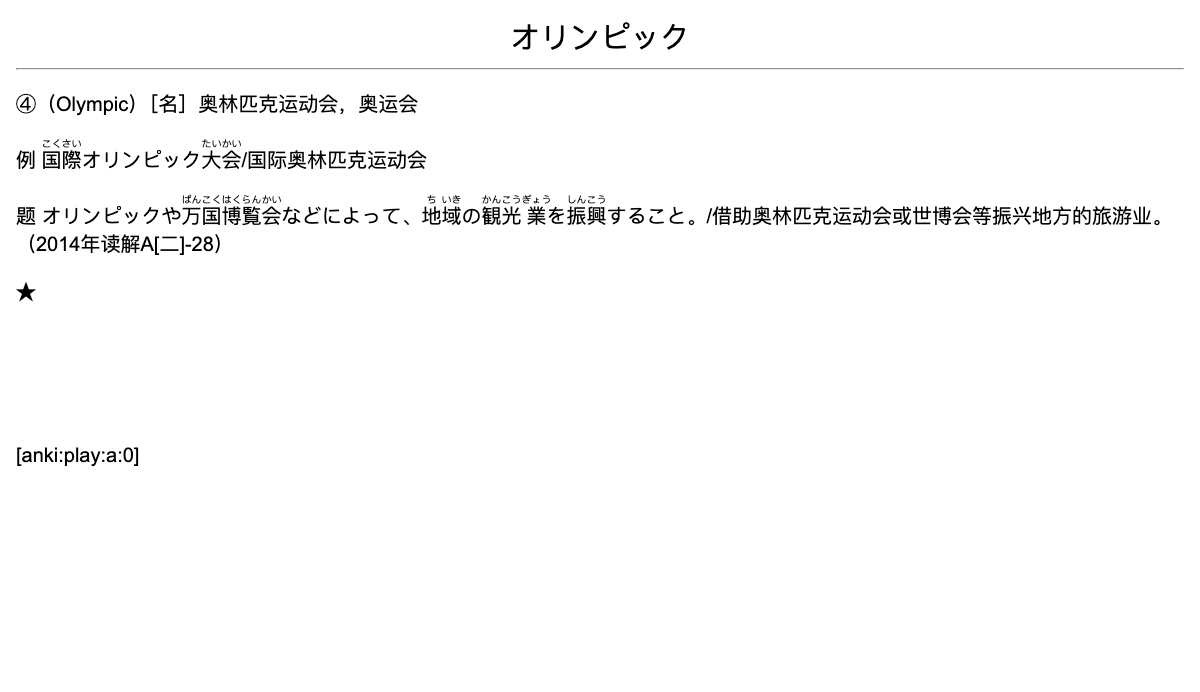 オリンピック
④（Olympic）［名］奥林匹克运动会，奥运会
こくさい たいかい
例 国際オリンピック大会/国际奥林匹克运动会
ばんこくはくらんかい ち いき かんこうぎょう しんこう
题 オリンピックや万国博覧会などによって、地域の観光 業を振興すること。/借助奥林匹克运动会或世博会等振兴地方的旅游业。
（2014年读解A[二]-28）
★
[anki:play:a:0]